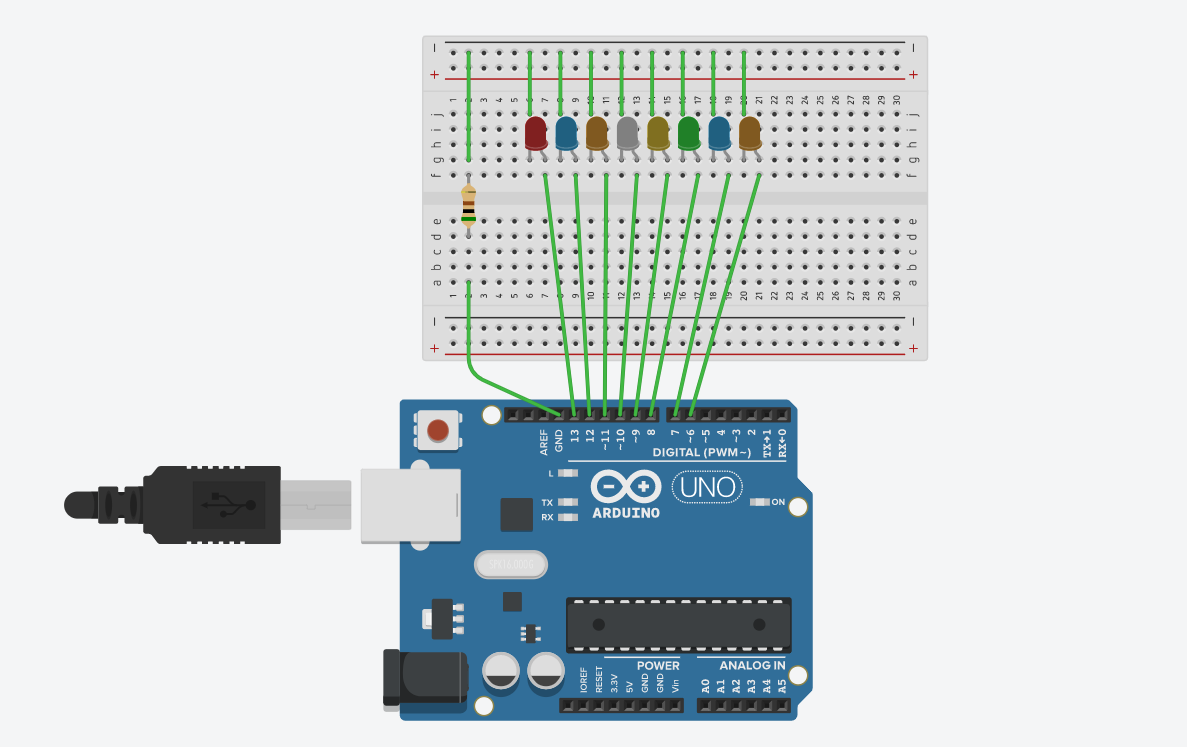 − −
+ +
1 2 3 4 5 6 7 8 9 10 11 12 13 14 15 16 17 18 19 20 21 22 23 24 25 26 27 28 29 30
j j
i i
h h
g g
f f
e e
d d
c c
b b
a a
1 2 3 4 5 6 7 8 9 10 11 12 13 14 15 16 17 18 19 20 21 22 23 24 25 26 27 28 29 30
− −
+ +
AREF GND 13 12 ~11 ~10 ~9 8 7 ~6 ~5 4 ~3 2 TX→1 RX←0
DIGITAL (PWM~)
L
TX
RX
UNO
ON
ARDUINO
POWER ANALOG IN
IOREF RESET 3.3V 5V GND GND Vin A0 A1 A2 A3 A4 A5